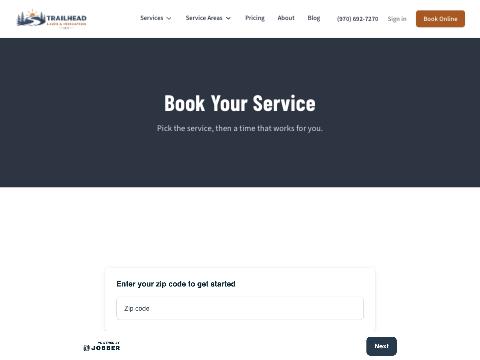 TRAILHEAD
Services
Service Areas
Pricing
About
Blog
(970) 692-7270
Sign in
Book Online
Book Your Service
Pick the service, then a time that works for you.
Enter your zip code to get started
Zip code
JOBBER
Next